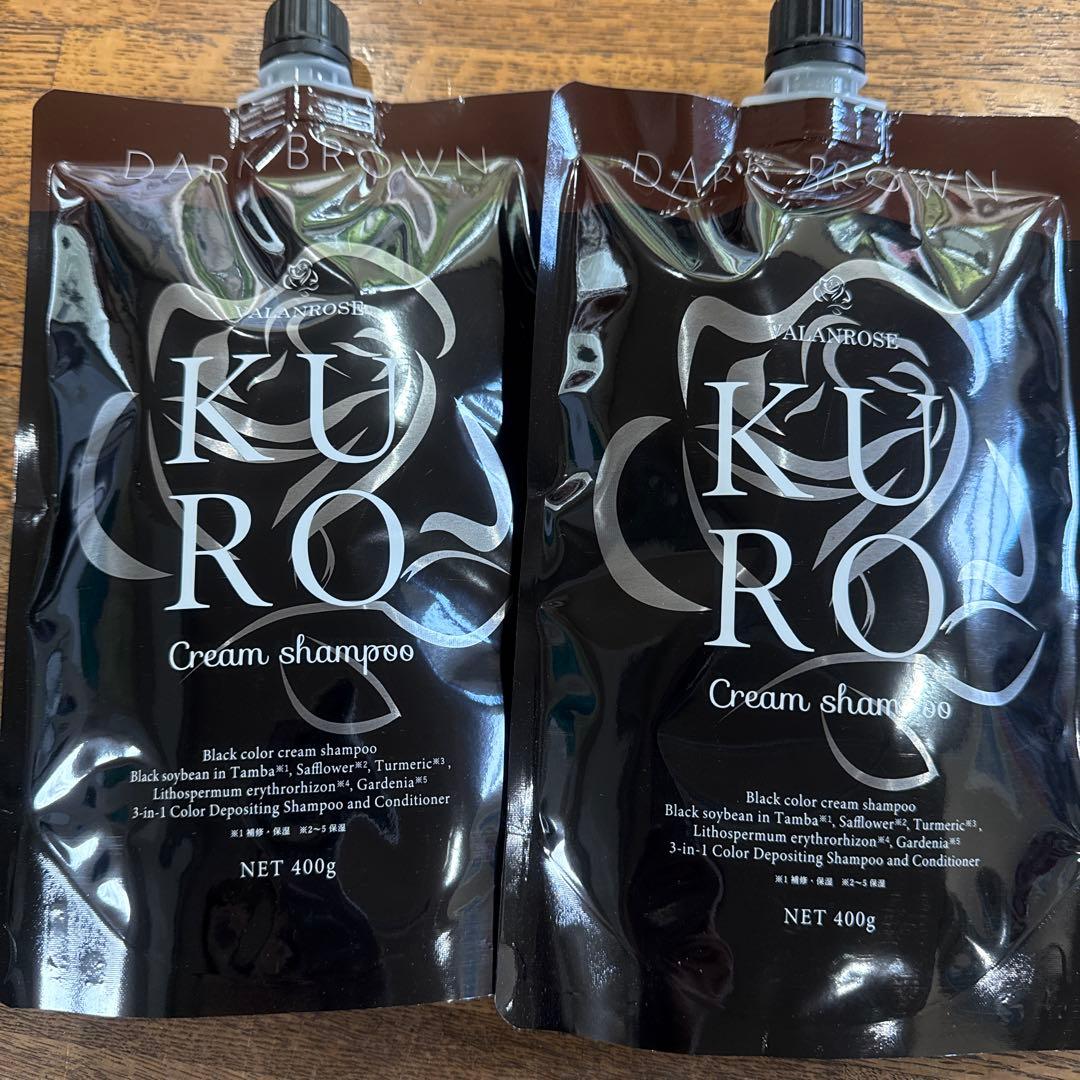 DARK BROWN
VALANROSE
KU
RO
Cream shampoo
Black color cream shampoo
Black soybean in Tamba※1, Safflower※2, Turmeric※3,
Lithospermum erythrorhizon※4, Gardenia※5
3-in-1 Color Depositing Shampoo and Conditioner
※1 補修・保湿 ※2～5 保湿
NET 400g
DARK BROWN
VALANROSE
KU
RO
Cream shampoo
Black color cream shampoo
Black soybean in Tamba※1, Safflower※2, Turmeric※3,
Lithospermum erythrorhizon※4, Gardenia※5
3-in-1 Color Depositing Shampoo and Conditioner
※1 補修・保湿 ※2～5 保湿
NET 400g